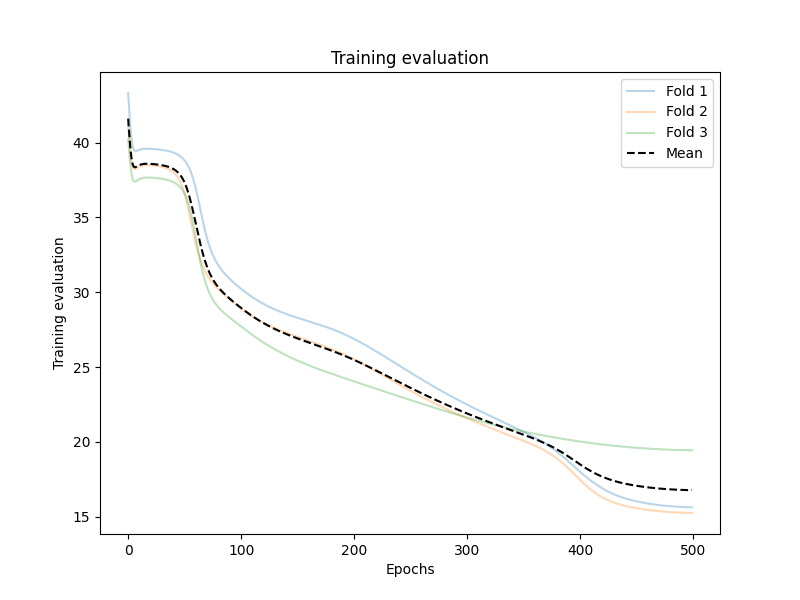 Training evaluation
Fold 1
Fold 2
Fold 3
Mean
Training evaluation
40
35
30
25
20
15
0 100 200 300 400 500
Epochs